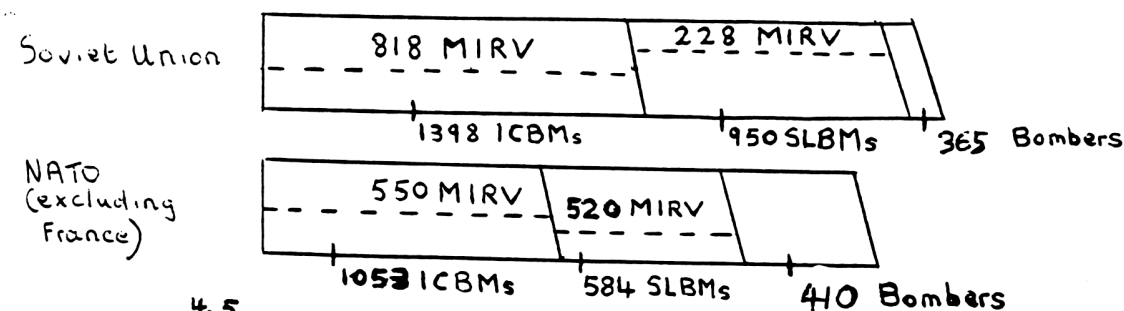 Soviet Union
818 MIRV
228 MIRV
1398 ICBMs
950 SLBMs
365 Bombers
NATO
(excluding
France)
550 MIRV
520 MIRV
1053 ICBMs
584 SLBMs
410 Bombers
4.5